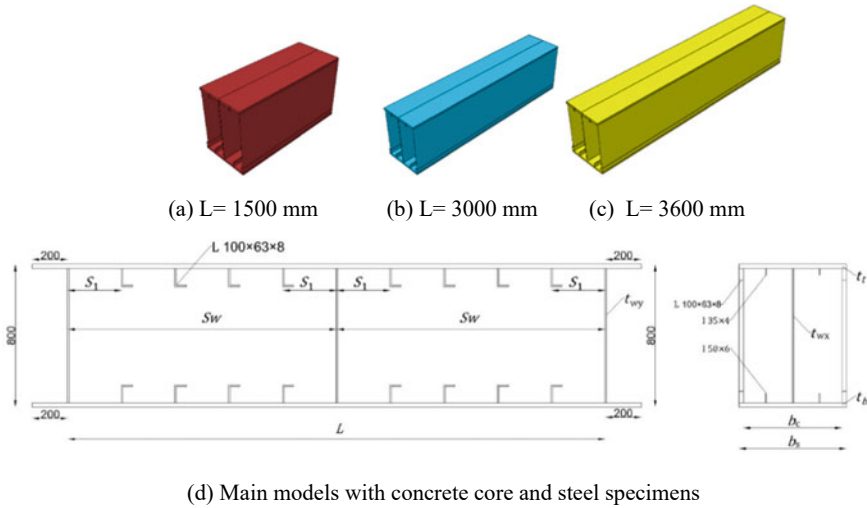 (a) L= 1500 mm
(b) L= 3000 mm
(c) L= 3600 mm
200
L 100×63×8
200
S1
S1
S1
S1
tt
twy
L 100×63×8
Sw
Sw
135×4
800
800
twx
150×6
tb
200
200
L
bc
bs
(d) Main models with concrete core and steel specimens